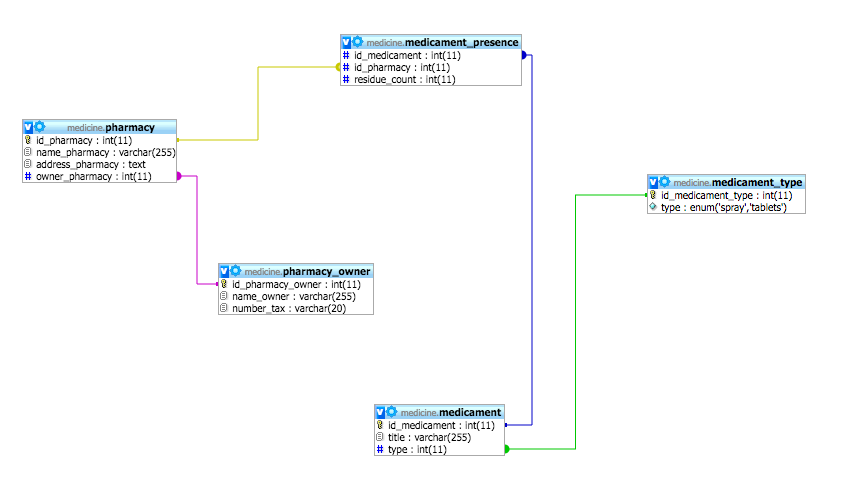 medicine.medicament_presence
id_medicament : int(11)
id_pharmacy : int(11)
residue_count : int(11)
medicine.pharmacy
id_pharmacy : int(11)
name_pharmacy : varchar(255)
address_pharmacy : text
owner_pharmacy : int(11)
medicine.medicament_type
id_medicament_type : int(11)
type : enum('spray','tablets')
medicine.pharmacy_owner
id_pharmacy_owner : int(11)
name_owner : varchar(255)
number_tax : varchar(20)
medicine.medicament
id_medicament : int(11)
title : varchar(255)
type : int(11)